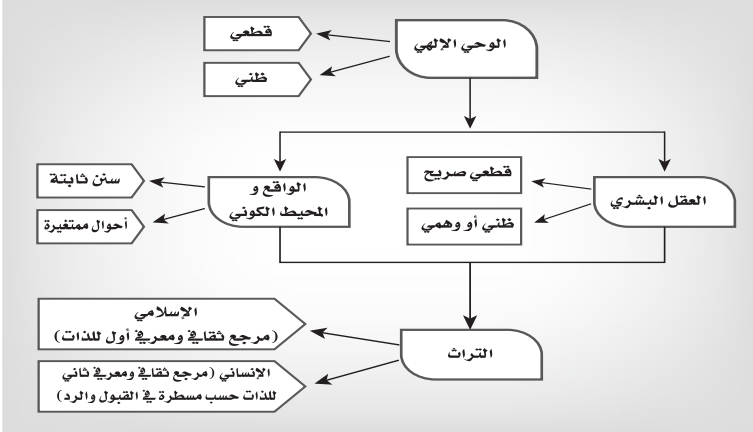 الوحي الإلهي
قطعي
ظني
العقل البشري
قطعي صريح
ظني أو وهمي
الواقع و
المحيط الكوني
سنن ثابتة
أحوال ممتغيرة
التراث
الإسلامي
(مرجع ثقافي ومعرفي أول للذات)
الإنساني (مرجع ثقافي ومعرفي ثاني
للذات حسب مسطرة في القبول والرد)